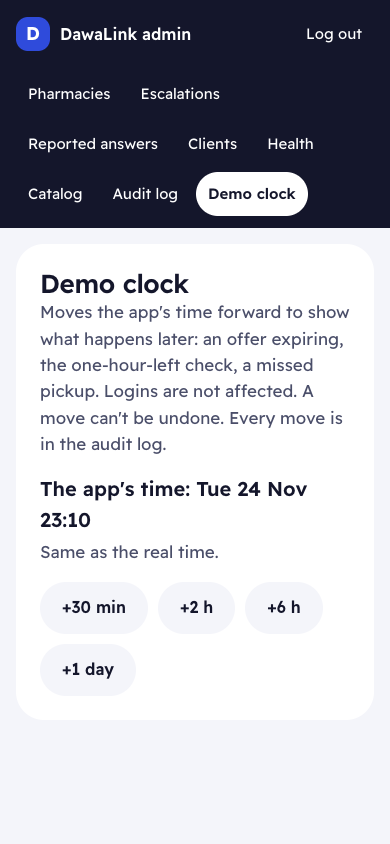 D DawaLink admin Log out
Pharmacies Escalations
Reported answers Clients Health
Catalog Audit log Demo clock
Demo clock
Moves the app's time forward to show
what happens later: an offer expiring,
the one-hour-left check, a missed
pickup. Logins are not affected. A
move can't be undone. Every move is
in the audit log.
The app's time: Tue 24 Nov
23:10
Same as the real time.
+30 min +2 h +6 h
+1 day